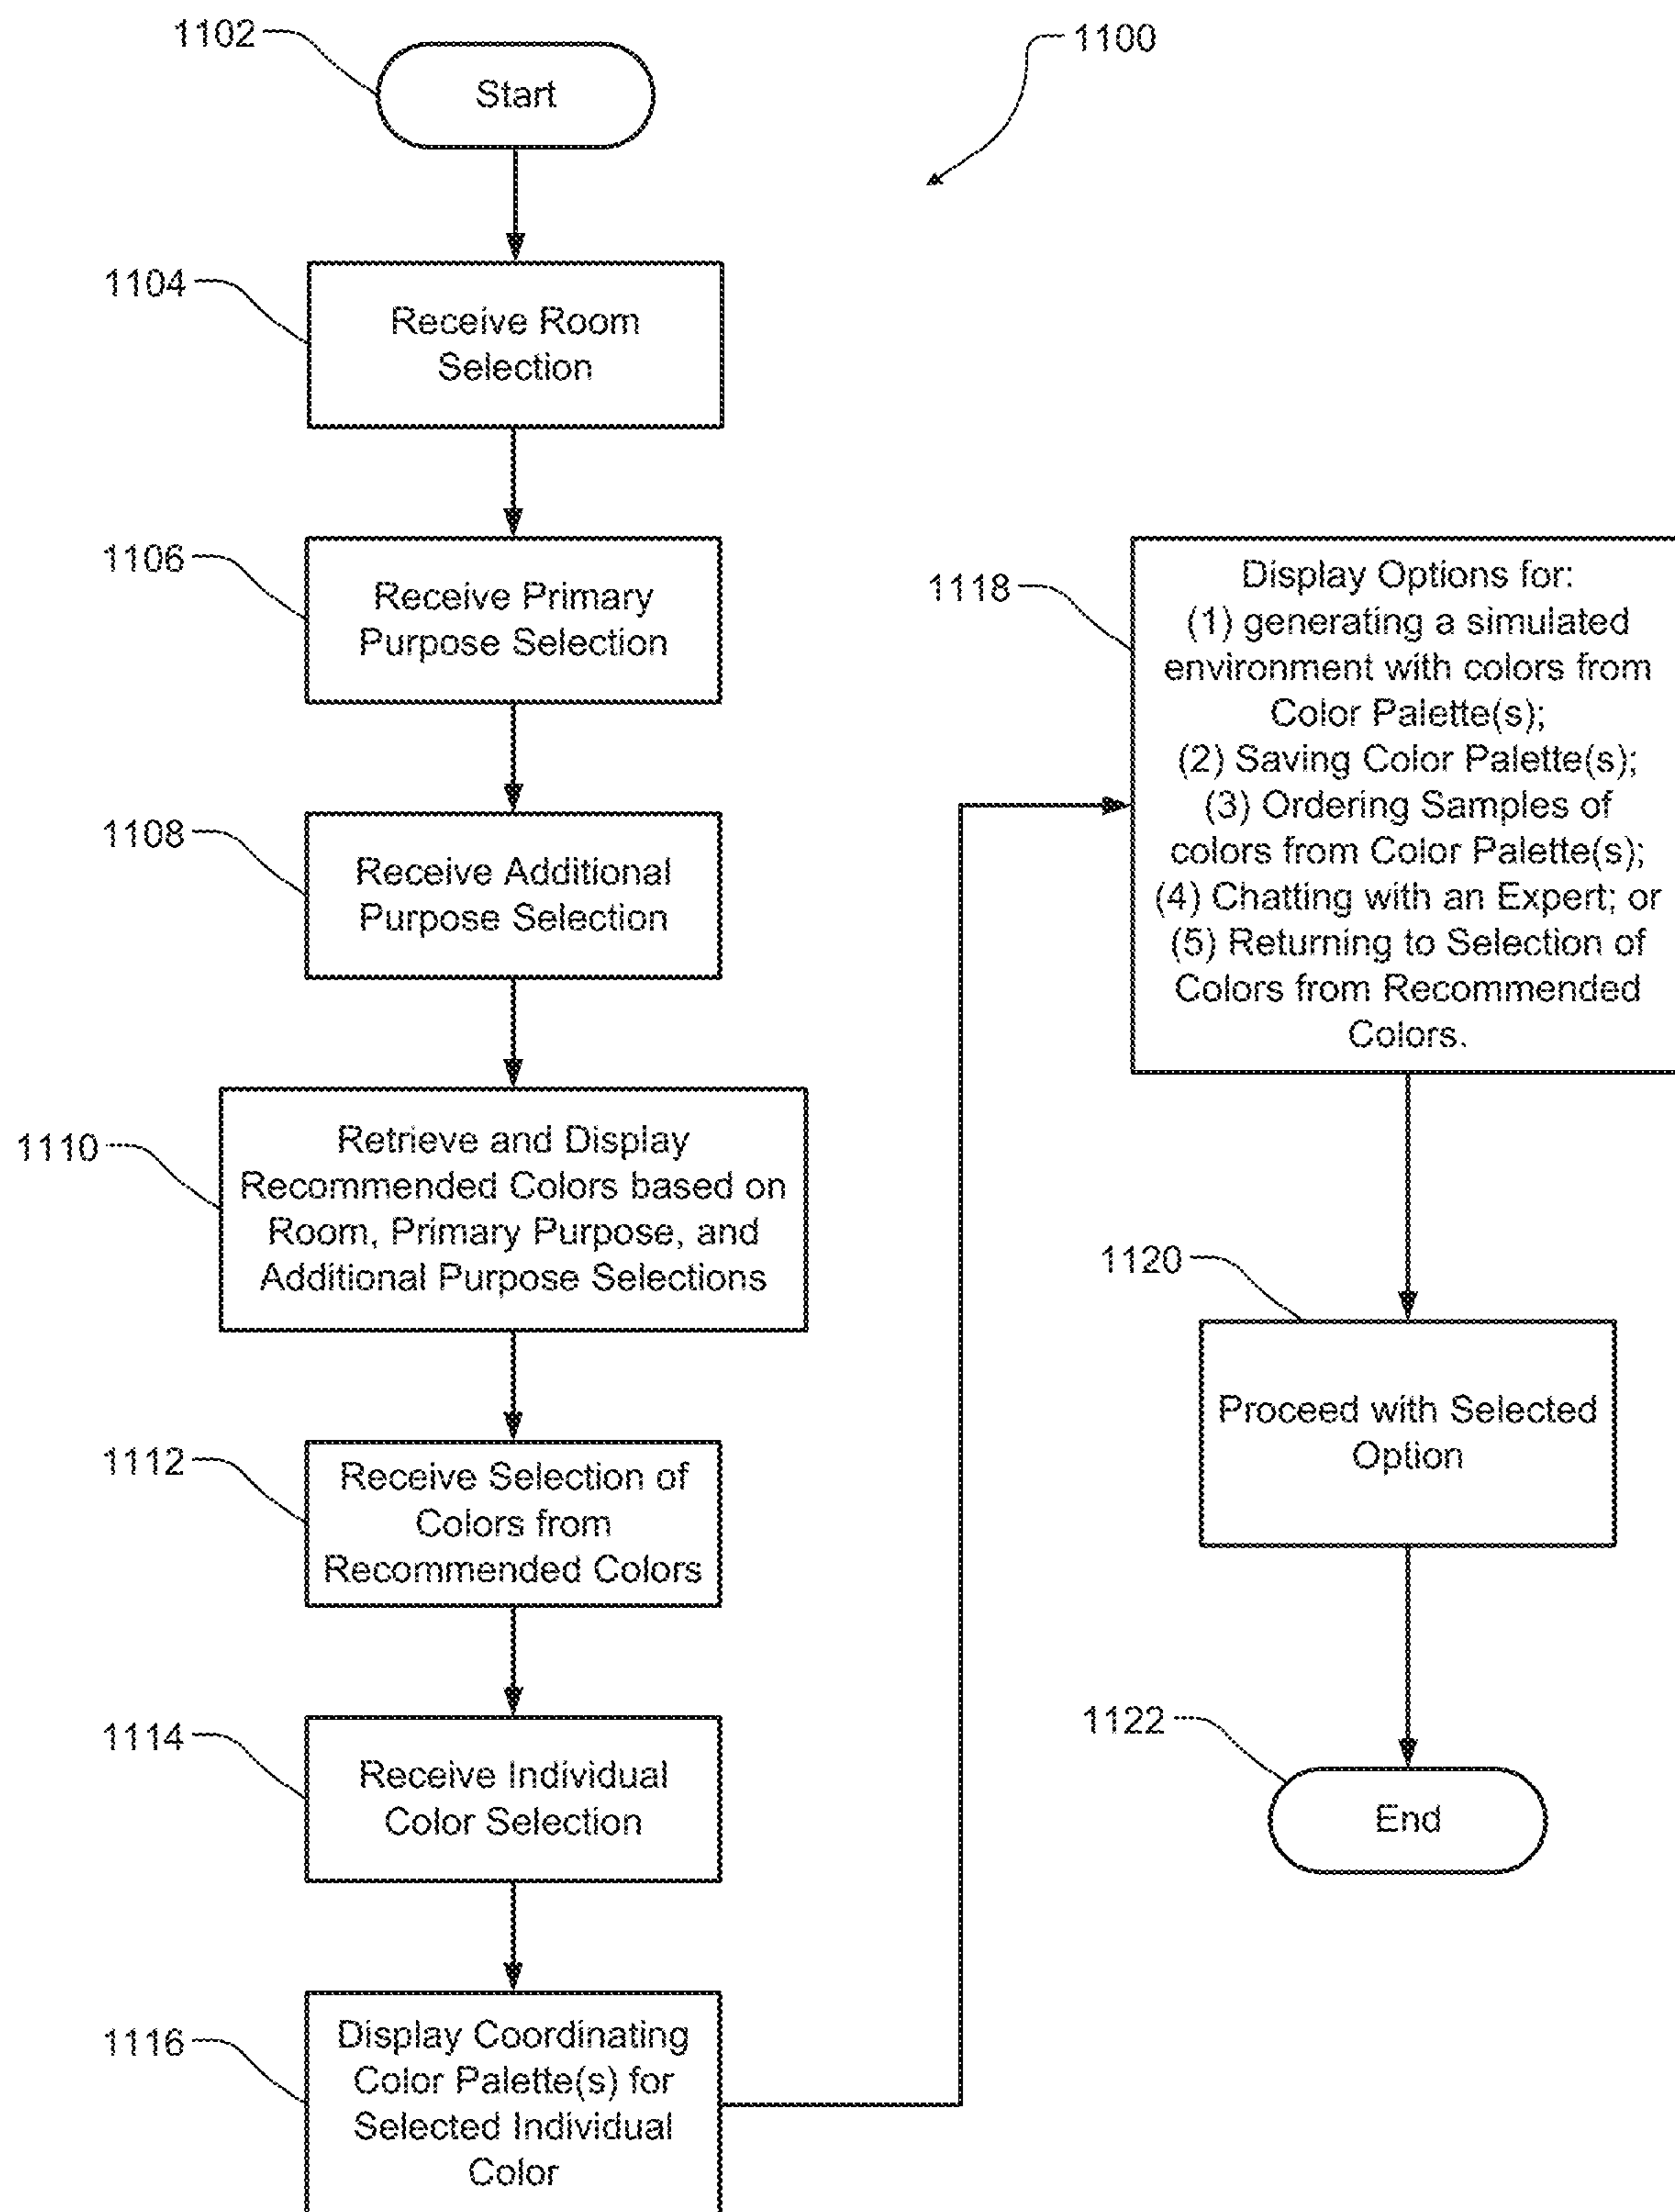 1102
Start
1100
1104
Receive Room
Selection
1106
Receive Primary
Purpose Selection
1108
Receive Additional
Purpose Selection
1110
Retrieve and Display
Recommended Colors based on
Room, Primary Purpose, and
Additional Purpose Selections
1112
Receive Selection of
Colors from
Recommended Colors
1114
Receive Individual
Color Selection
1116
Display Coordinating
Color Palette(s) for
Selected Individual
Color
1118
Display Options for:
(1) generating a simulated
environment with colors from
Color Palette(s);
(2) Saving Color Palette(s);
(3) Ordering Samples of
colors from Color Palette(s);
(4) Chatting with an Expert; or
(5) Returning to Selection of
Colors from Recommended
Colors.
1120
Proceed with Selected
Option
1122
End